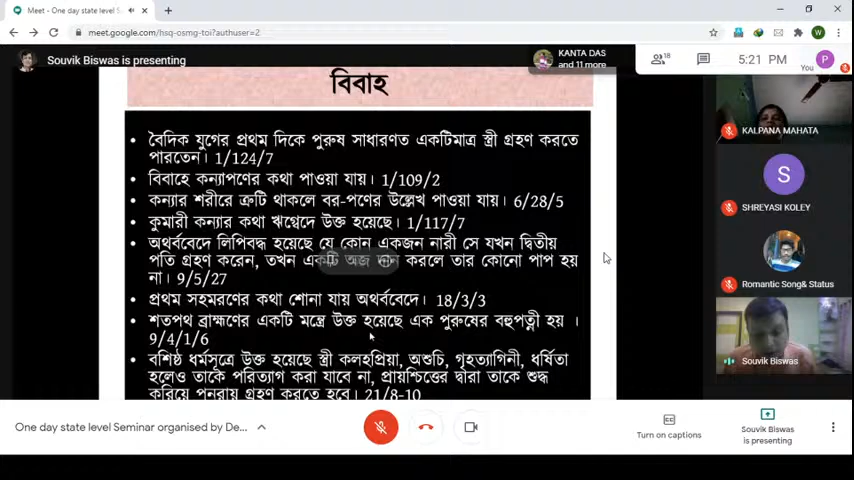 Meet - One day state level S
meet.google.com/hsq-osmg-toi?authuser=2
Souvik Biswas is presenting
KANTA DAS
and 11 more
18
5:21 PM
P
You
বিবাহ
• বৈদিক যুগের প্রথম দিকে পুরুষ সাধারণত একটিমাত্র স্ত্রী গ্রহণ করতে
পারতেন। 1/124/7
• বিবাহে কন্যাপণের কথা পাওয়া যায়। 1/109/2
• কন্যার শরীরে ত্রুটি থাকলে বর-পণের উল্লেখ পাওয়া যায়। 6/28/5
• কুমারী কন্যার কথা ঋগ্বেদে উক্ত হয়েছে। 1/117/7
• অথর্ববেদে লিপিবদ্ধ হয়েছে যে কোন একজন নারী সে যখন দ্বিতীয়
পতি গ্রহণ করেন, তখন একটি অজ দান করলে তার কোনো পাপ হয়
না। 9/5/27
• প্রথম সহমরণের কথা শোনা যায় অথর্ববেদে। 18/3/3
• শতপথ ব্রাহ্মণের একটি মন্ত্রে উক্ত হয়েছে এক পুরুষের বহুপত্নী হয় ।
9/4/1/6
• বশিষ্ঠ ধর্মসূত্রে উক্ত হয়েছে স্ত্রী কলহপ্রিয়া, অশুচি, গৃহত্যাগিনী, ধর্ষিতা
হলেও তাকে পরিত্যাগ করা যাবে না, প্রায়শ্চিত্তের দ্বারা তাকে শুদ্ধ
করিয়ে পুনরায় গ্রহণ করতে হবে। 21/8-10
KALPANA MAHATA
S
SHREYASI KOLEY
Romantic Song& Status
Souvik Biswas
One day state level Seminar organised by De...
Turn on captions
Souvik Biswas
is presenting